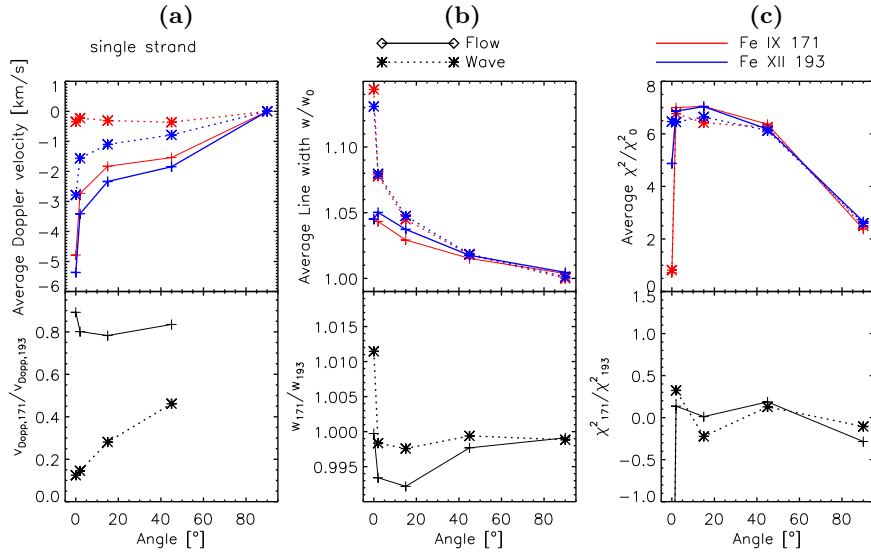 (a) (b) (c)
single strand
Flow
Wave
Fe IX 171
Fe XII 193
Average Doppler velocity [km/s]
1
0
−1
−2
−3
−4
−5
−6
Average Line width w/w₀
1.10
1.05
1.00
Average χ²/χ²₀
8
6
4
2
0
v_Dopp,171/v_Dopp,193
0.8
0.6
0.4
0.2
0.0
0 20 40 60 80
Angle [°]
w₁₇₁/w₁₉₃
1.015
1.010
1.005
1.000
0.995
0 20 40 60 80
Angle [°]
χ²₁₇₁/χ²₁₉₃
1.0
0.5
0.0
−0.5
−1.0
0 20 40 60 80
Angle [°]